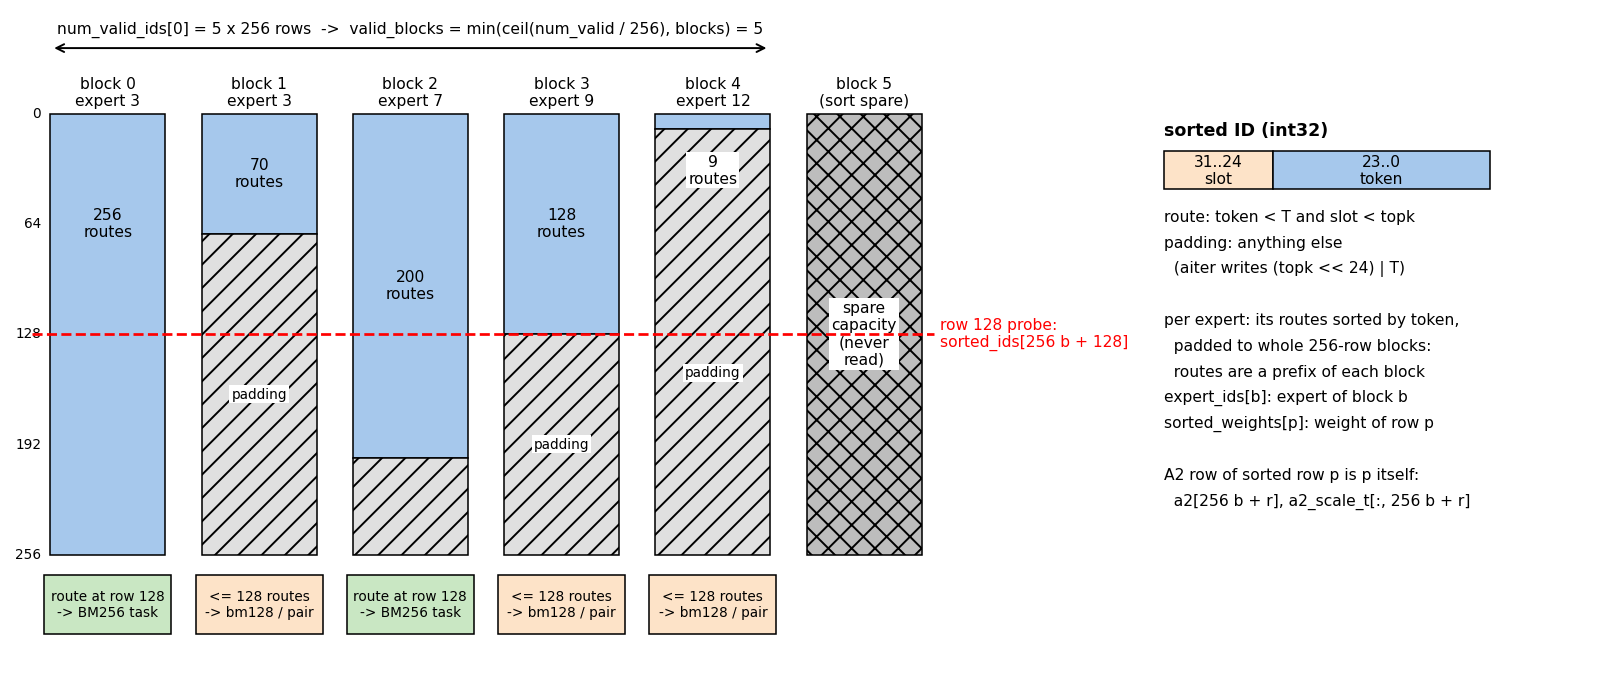 num_valid_ids[0] = 5 x 256 rows  ->  valid_blocks = min(ceil(num_valid / 256), blocks) = 5
block 0
expert 3
block 1
expert 3
block 2
expert 7
block 3
expert 9
block 4
expert 12
block 5
(sort spare)
0
64
128
192
256
256
routes
70
routes
padding
200
routes
128
routes
padding
9
routes
padding
spare
capacity
(never
read)
row 128 probe:
sorted_ids[256 b + 128]
route at row 128
-> BM256 task
<= 128 routes
-> bm128 / pair
route at row 128
-> BM256 task
<= 128 routes
-> bm128 / pair
<= 128 routes
-> bm128 / pair
sorted ID (int32)
31..24
slot
23..0
token
route: token < T and slot < topk
padding: anything else
(aiter writes (topk << 24) | T)
per expert: its routes sorted by token,
padded to whole 256-row blocks:
routes are a prefix of each block
expert_ids[b]: expert of block b
sorted_weights[p]: weight of row p
A2 row of sorted row p is p itself:
a2[256 b + r], a2_scale_t[:, 256 b + r]